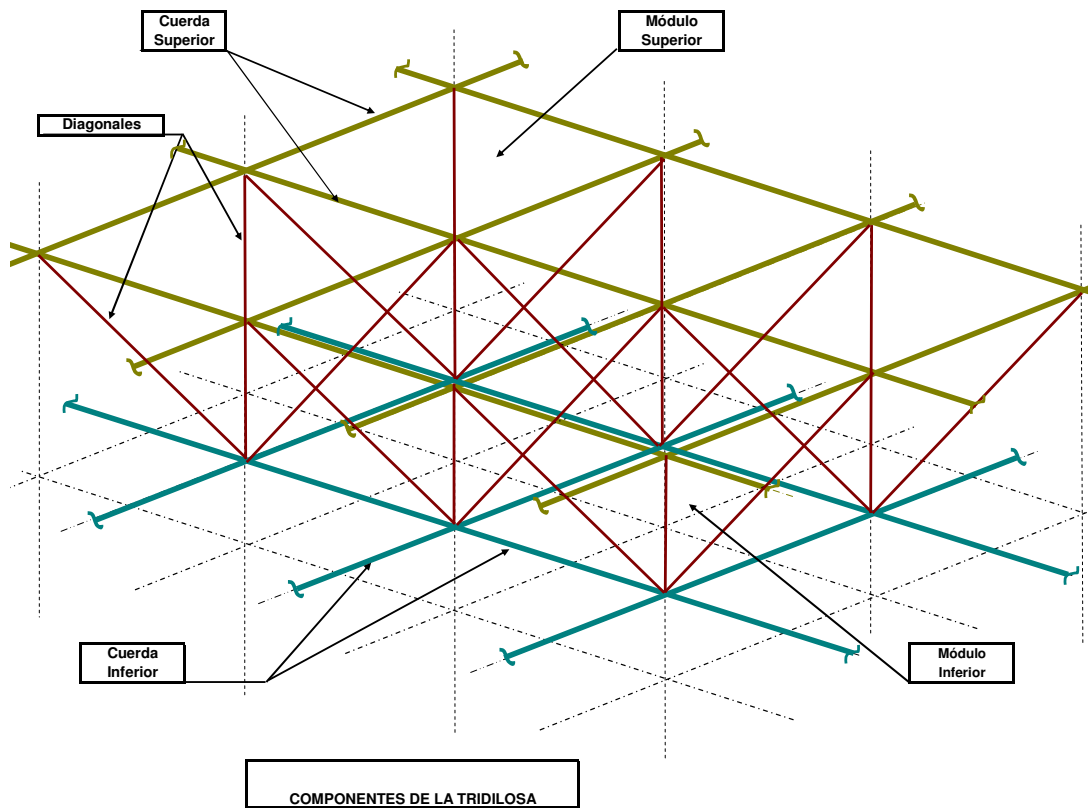 Cuerda
Superior
Módulo
Superior
Diagonales
Cuerda
Inferior
Módulo
Inferior
COMPONENTES DE LA TRIDILOSA